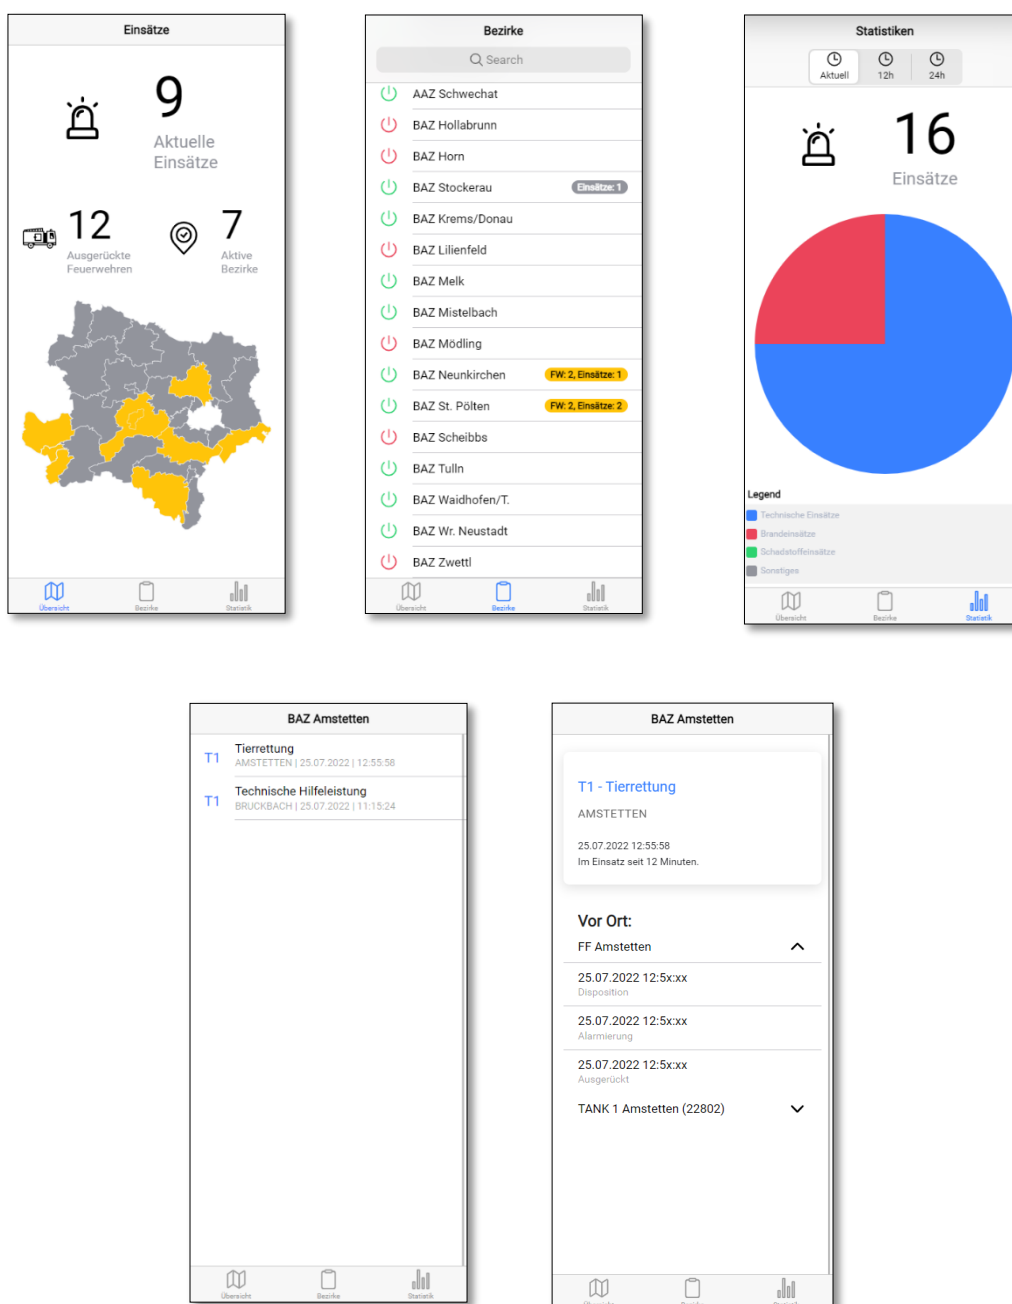 Einsätze
9
Aktuelle
Einsätze
12
Ausgerückte
Feuerwehren
7
Aktive
Bezirke
Übersicht
Bezirke
Statistik
Bezirke
Search
AAZ Schwechat
BAZ Hollabrunn
BAZ Horn
BAZ Stockerau Einsätze: 1
BAZ Krems/Donau
BAZ Lilienfeld
BAZ Melk
BAZ Mistelbach
BAZ Mödling
BAZ Neunkirchen FW: 2, Einsätze: 1
BAZ St. Pölten FW: 2, Einsätze: 2
BAZ Scheibbs
BAZ Tulln
BAZ Waidhofen/T.
BAZ Wr. Neustadt
BAZ Zwettl
Übersicht
Bezirke
Statistik
Statistiken
Aktuell
12h
24h
16
Einsätze
Legend
Technische Einsätze
Brandeinsätze
Schadstoffeinsätze
Sonstiges
Übersicht
Bezirke
Statistik
BAZ Amstetten
T1
Tierrettung
AMSTETTEN | 25.07.2022 | 12:55:58
T1
Technische Hilfeleistung
BRUCKBACH | 25.07.2022 | 11:15:24
Übersicht
Bezirke
Statistik
BAZ Amstetten
T1 - Tierrettung
AMSTETTEN
25.07.2022 12:55:58
Im Einsatz seit 12 Minuten.
Vor Ort:
FF Amstetten
25.07.2022 12:5x:xx
Disposition
25.07.2022 12:5x:xx
Alarmierung
25.07.2022 12:5x:xx
Ausgerückt
TANK 1 Amstetten (22802)